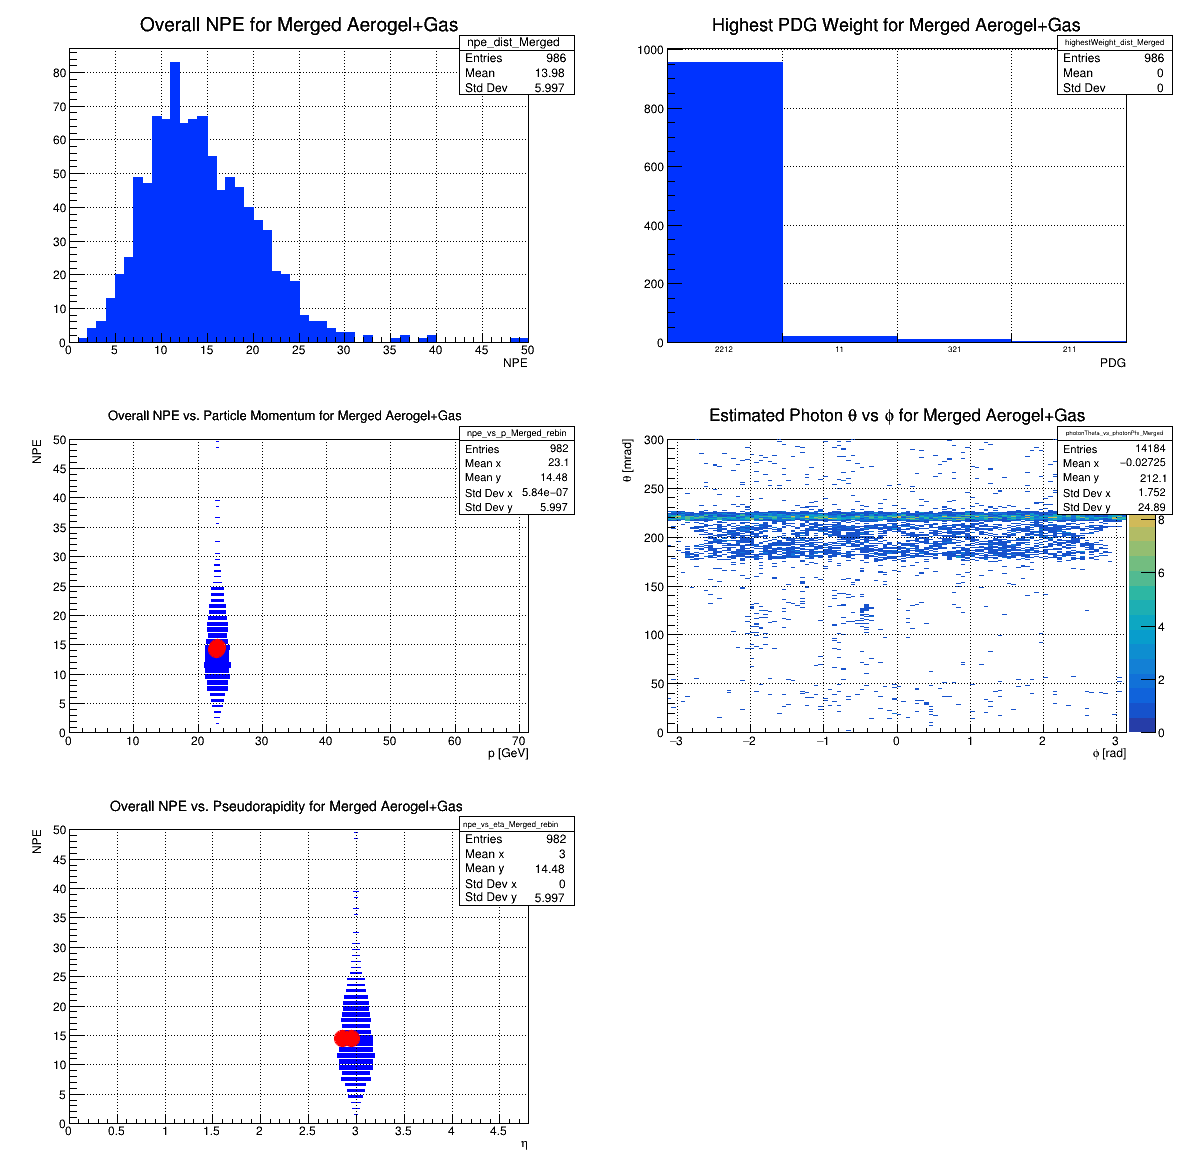 Overall NPE for Merged Aerogel+Gas
npe_dist_Merged
Entries 986
Mean 13.98
Std Dev 5.997
80
70
60
50
40
30
20
10
0
0 5 10 15 20 25 30 35 40 45 50
NPE
Highest PDG Weight for Merged Aerogel+Gas
highestWeight_dist_Merged
Entries 986
Mean 0
Std Dev 0
1000
800
600
400
200
0
2212 11 321 211
PDG
Overall NPE vs. Particle Momentum for Merged Aerogel+Gas
npe_vs_p_Merged_rebin
Entries 982
Mean x 23.1
Mean y 14.48
Std Dev x 5.84e−07
Std Dev y 5.997
NPE
50
45
40
35
30
25
20
15
10
5
0
0 10 20 30 40 50 60 70
p [GeV]
Estimated Photon θ vs ϕ for Merged Aerogel+Gas
photonTheta_vs_photonPhi_Merged
Entries 14184
Mean x −0.02725
Mean y 212.1
Std Dev x 1.752
Std Dev y 24.89
θ [mrad]
300
250
200
150
100
50
0
−3 −2 −1 0 1 2 3
ϕ [rad]
8
6
4
2
0
Overall NPE vs. Pseudorapidity for Merged Aerogel+Gas
npe_vs_eta_Merged_rebin
Entries 982
Mean x 3
Mean y 14.48
Std Dev x 0
Std Dev y 5.997
NPE
50
45
40
35
30
25
20
15
10
5
0
0 0.5 1 1.5 2 2.5 3 3.5 4 4.5
η